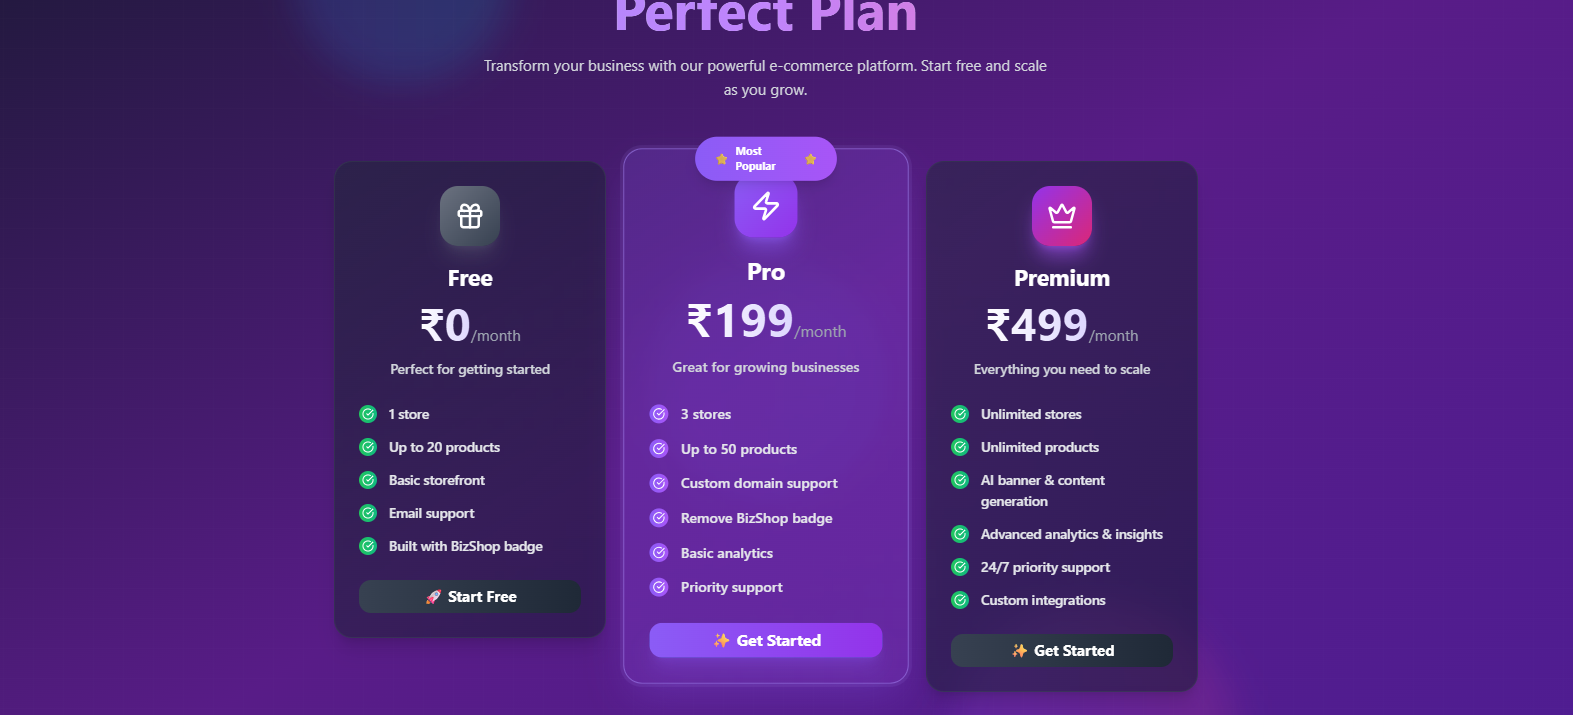 Perfect Plan
Transform your business with our powerful e-commerce platform. Start free and scale
as you grow.
Free
₹0/month
Perfect for getting started
1 store
Up to 20 products
Basic storefront
Email support
Built with BizShop badge
🚀 Start Free
⭐ Most
Popular ⭐
Pro
₹199/month
Great for growing businesses
3 stores
Up to 50 products
Custom domain support
Remove BizShop badge
Basic analytics
Priority support
✨ Get Started
Premium
₹499/month
Everything you need to scale
Unlimited stores
Unlimited products
AI banner & content
generation
Advanced analytics & insights
24/7 priority support
Custom integrations
✨ Get Started